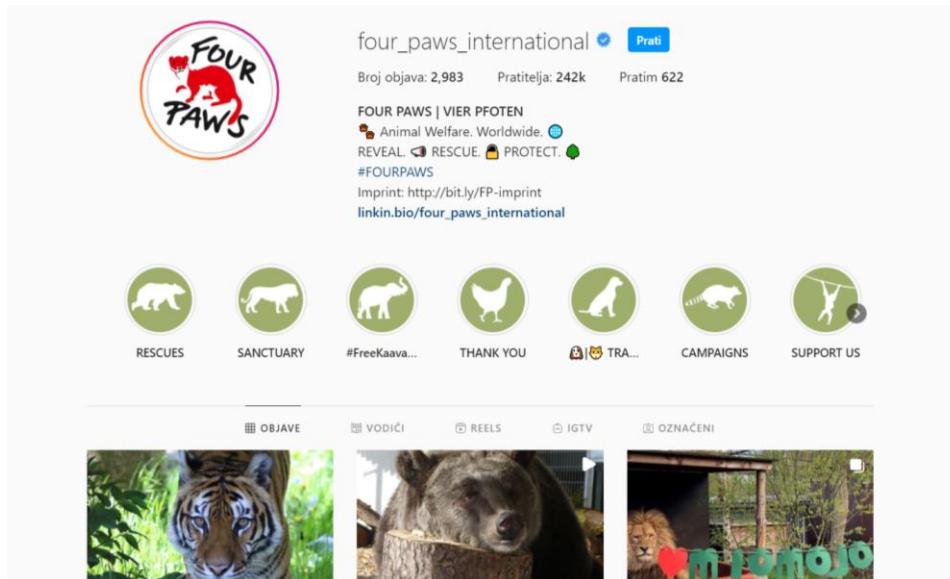 FOUR
PAWS
four_paws_international
Prati
Broj objava: 2,983 Pratitelja: 242k Pratim 622
FOUR PAWS | VIER PFOTEN
Animal Welfare. Worldwide.
REVEAL. RESCUE. PROTECT.
#FOURPAWS
Imprint: http://bit.ly/FP-imprint
linkin.bio/four_paws_international
RESCUES SANCTUARY #FreeKaava... THANK YOU | TRA... CAMPAIGNS SUPPORT US
OBJAVE VODIČI REELS IGTV OZNAČENI
M JOMOJO